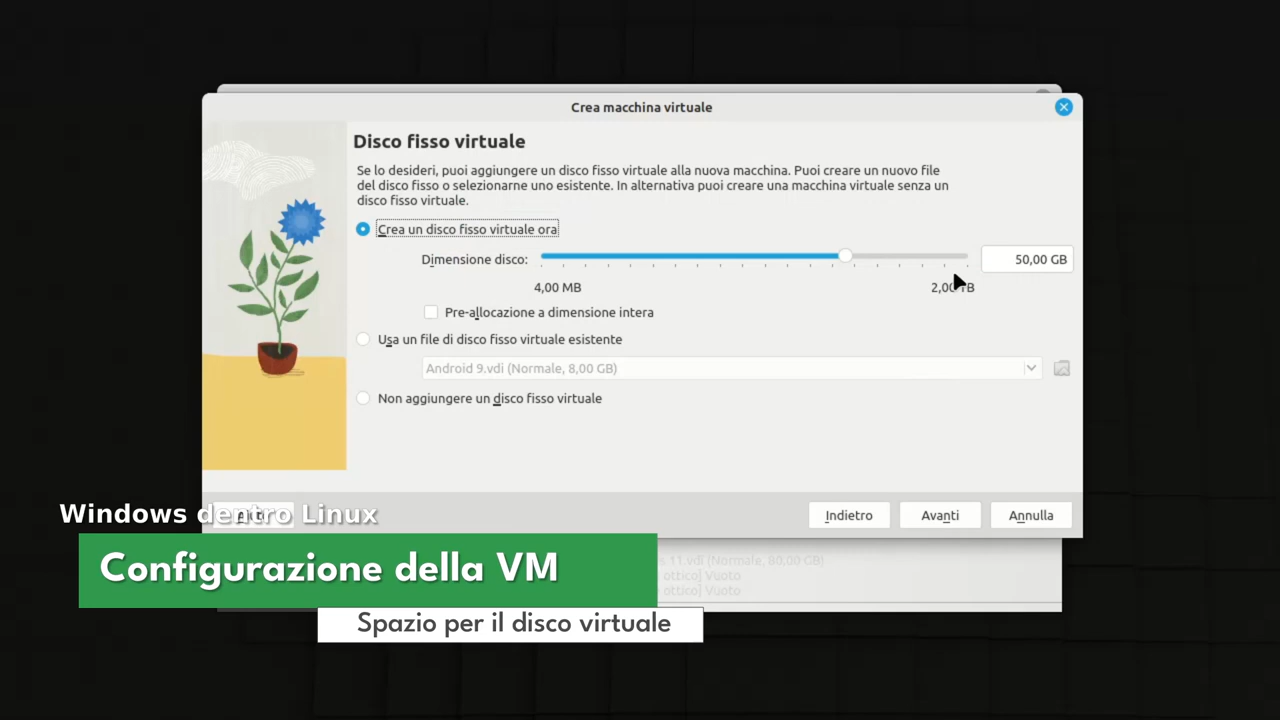 Crea macchina virtuale
Disco fisso virtuale
Se lo desideri, puoi aggiungere un disco fisso virtuale alla nuova macchina. Puoi creare un nuovo file
del disco fisso o selezionarne uno esistente. In alternativa puoi creare una macchina virtuale senza un
disco fisso virtuale.
Crea un disco fisso virtuale ora
Dimensione disco:
50,00 GB
4,00 MB
2,00 TB
Pre-allocazione a dimensione intera
Usa un file di disco fisso virtuale esistente
Android 9.vdi (Normale, 8,00 GB)
Non aggiungere un disco fisso virtuale
Indietro
Avanti
Annulla
Windows dentro Linux
Configurazione della VM
Spazio per il disco virtuale
11.vdi (Normale, 80,00 GB)
ottico] Vuoto
ottico] Vuoto